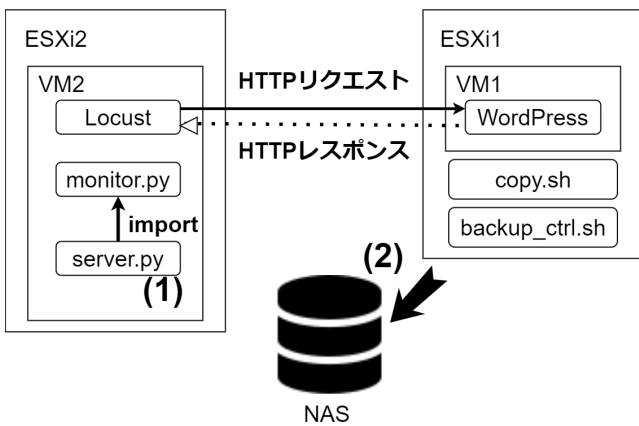 ESXi2
VM2
Locust
monitor.py
import
server.py
(1)
HTTPリクエスト
HTTPレスポンス
ESXi1
VM1
WordPress
copy.sh
backup_ctrl.sh
(2)
NAS